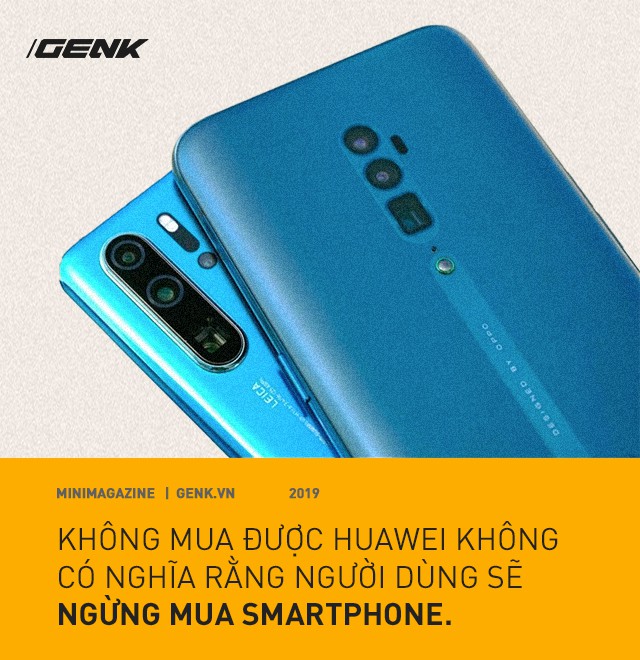 /GENK
LEICA
DESIGNED BY OPPO
MINIMAGAZINE | GENK.VN 2019
KHÔNG MUA ĐƯỢC HUAWEI KHÔNG
CÓ NGHĨA RẰNG NGƯỜI DÙNG SẼ
NGỪNG MUA SMARTPHONE.